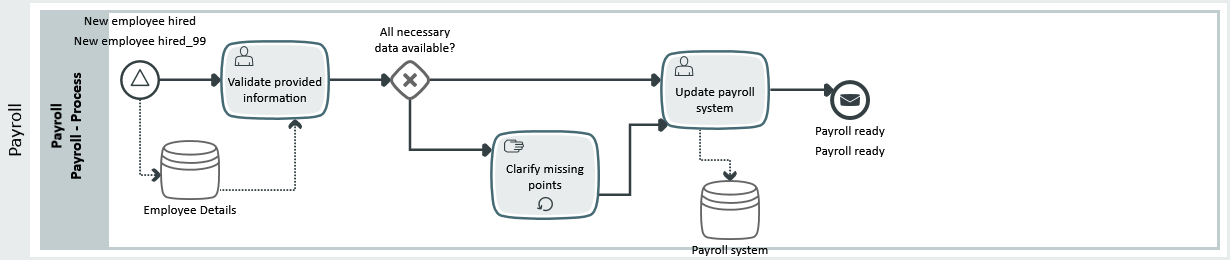 Payroll
Payroll
Payroll - Process
New employee hired
New employee hired_99
Validate provided
information
Employee Details
All necessary
data available?
Clarify missing
points
Update payroll
system
Payroll system
Payroll ready
Payroll ready